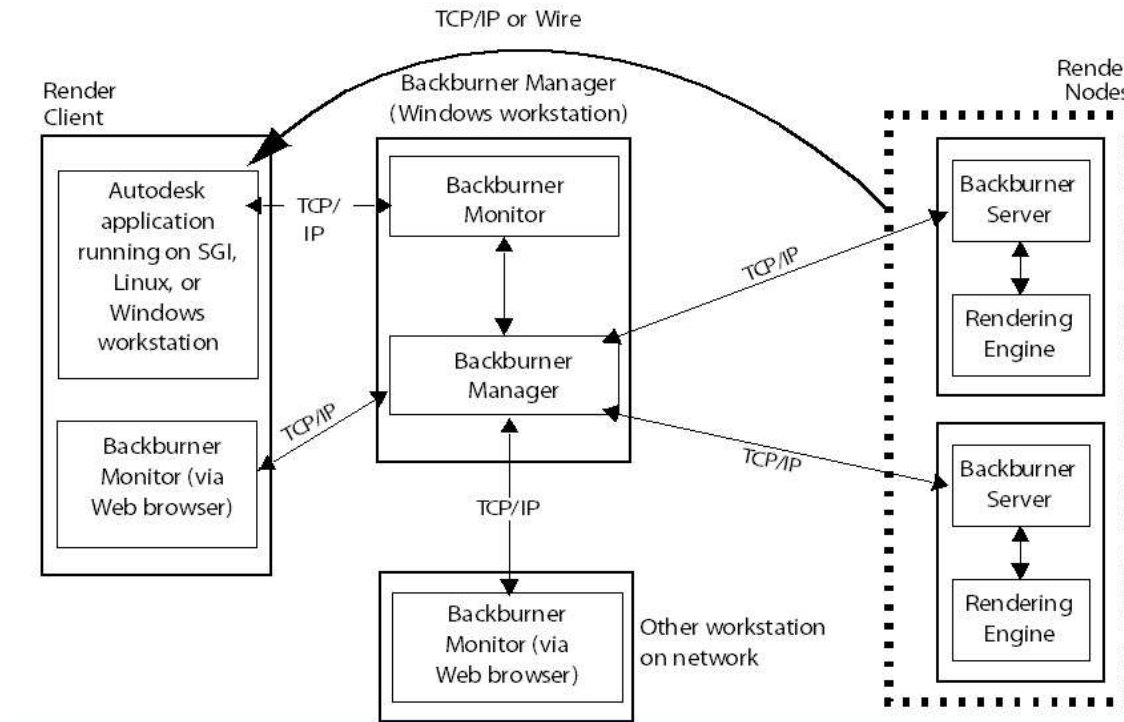 TCP/IP or Wire
Render
Client
Backburner Manager
(Windows workstation)
Rende
Nodes
Autodesk
application
running on SGI,
Linux, or
Windows
workstation
TCP/
IP
Backburner
Monitor
TCP/IP
Backburner
Server
Rendering
Engine
Backburner
Manager
TCP/IP
Backburner
Monitor (via
Web browser)
TCP/IP
TCP/IP
Backburner
Server
Rendering
Engine
Backburner
Monitor (via
Web browser)
Other workstation
on network